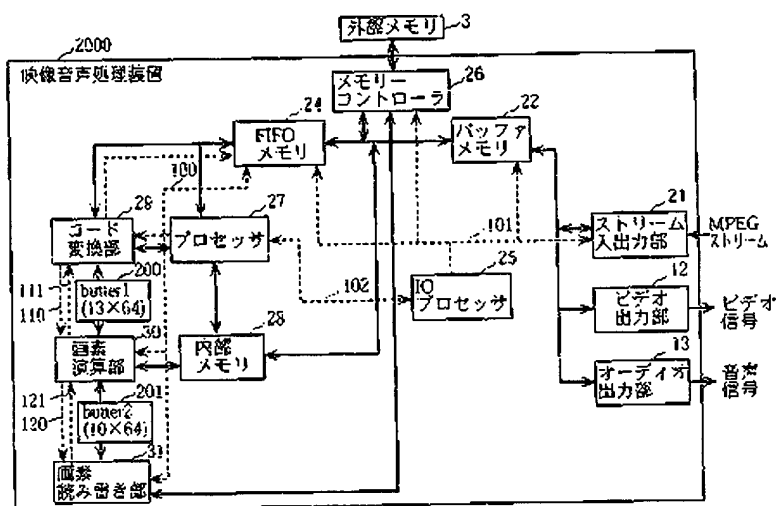 2000
外部メモリ
3
映像音声処理装置
メモリー
コントローラ
26
24
FIFO
メモリ
22
バッファ
メモリ
100
29
コード
変換部
27
プロセッサ
101
21
ストリーム
入出力部
MPEG
ストリーム
25
IO
プロセッサ
102
111
110
200
buffer1
(13×64)
12
ビデオ
出力部
ビデオ
信号
30
画素
演算部
28
内部
メモリ
13
オーディオ
出力部
音声
信号
121
120
201
buffer2
(10×64)
31
画素
読み書き部